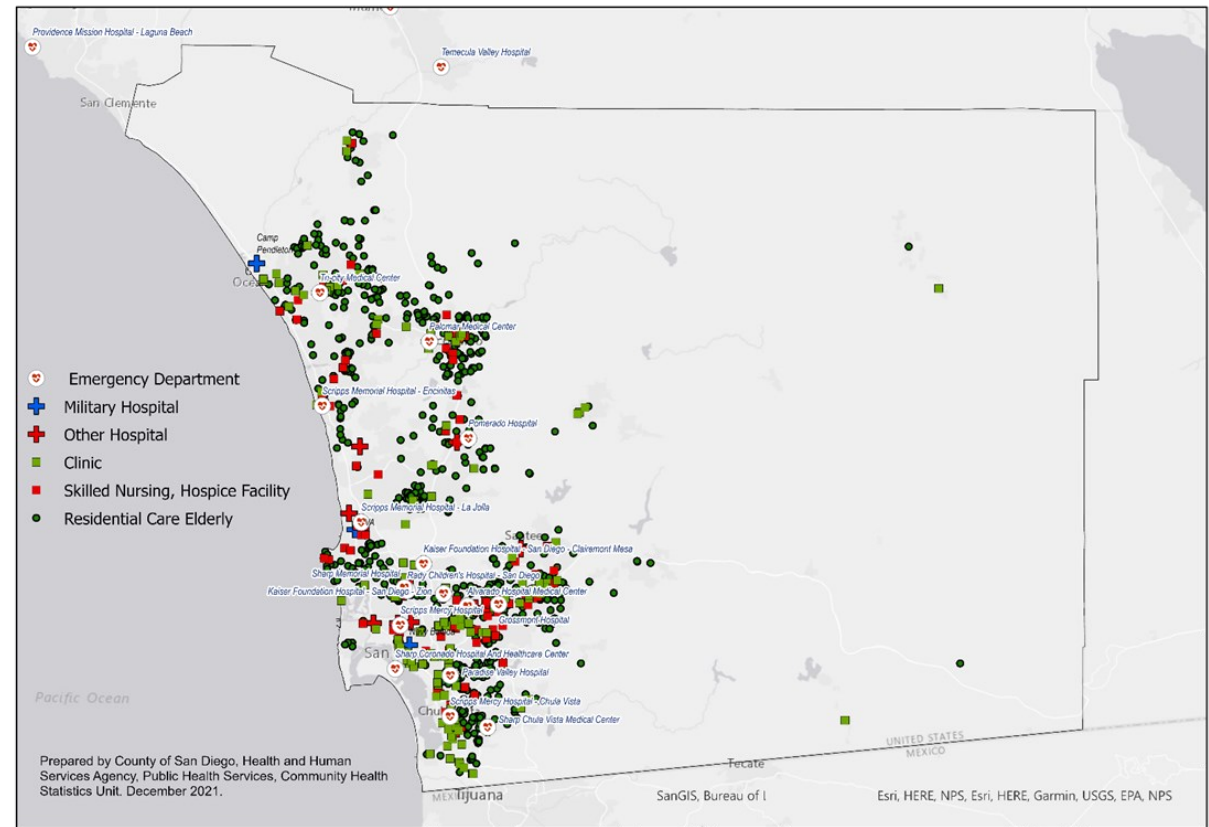 Providence Mission Hospital - Laguna Beach
Temecula Valley Hospital
San Clemente
Camp
Pendleton
Tri-city Medical Center
Palomar Medical Center
Emergency Department
Military Hospital
Other Hospital
Clinic
Skilled Nursing, Hospice Facility
Residential Care Elderly
Scripps Memorial Hospital - Encinitas
Pomerado Hospital
Scripps Memorial Hospital - La Jolla
VA
Kaiser Foundation Hospital - San Diego - Clairemont Mesa
Sharp Memorial Hospital
Rady Children's Hospital - San Diego
Kaiser Foundation Hospital - San Diego - Zion
Alvarado Hospital Medical Center
Scripps Mercy Hospital
Grossmont Hospital
San
Sharp Coronado Hospital And Healthcare Center
Paradise Valley Hospital
Pacific Ocean
Scripps Mercy Hospital - Chula Vista
Sharp Chula Vista Medical Center
UNITED STATES
MEXICO
Tecate
Tijuana
Prepared by County of San Diego, Health and Human
Services Agency, Public Health Services, Community Health
Statistics Unit. December 2021.
SanGIS, Bureau of L
Esri, HERE, NPS, Esri, HERE, Garmin, USGS, EPA, NPS